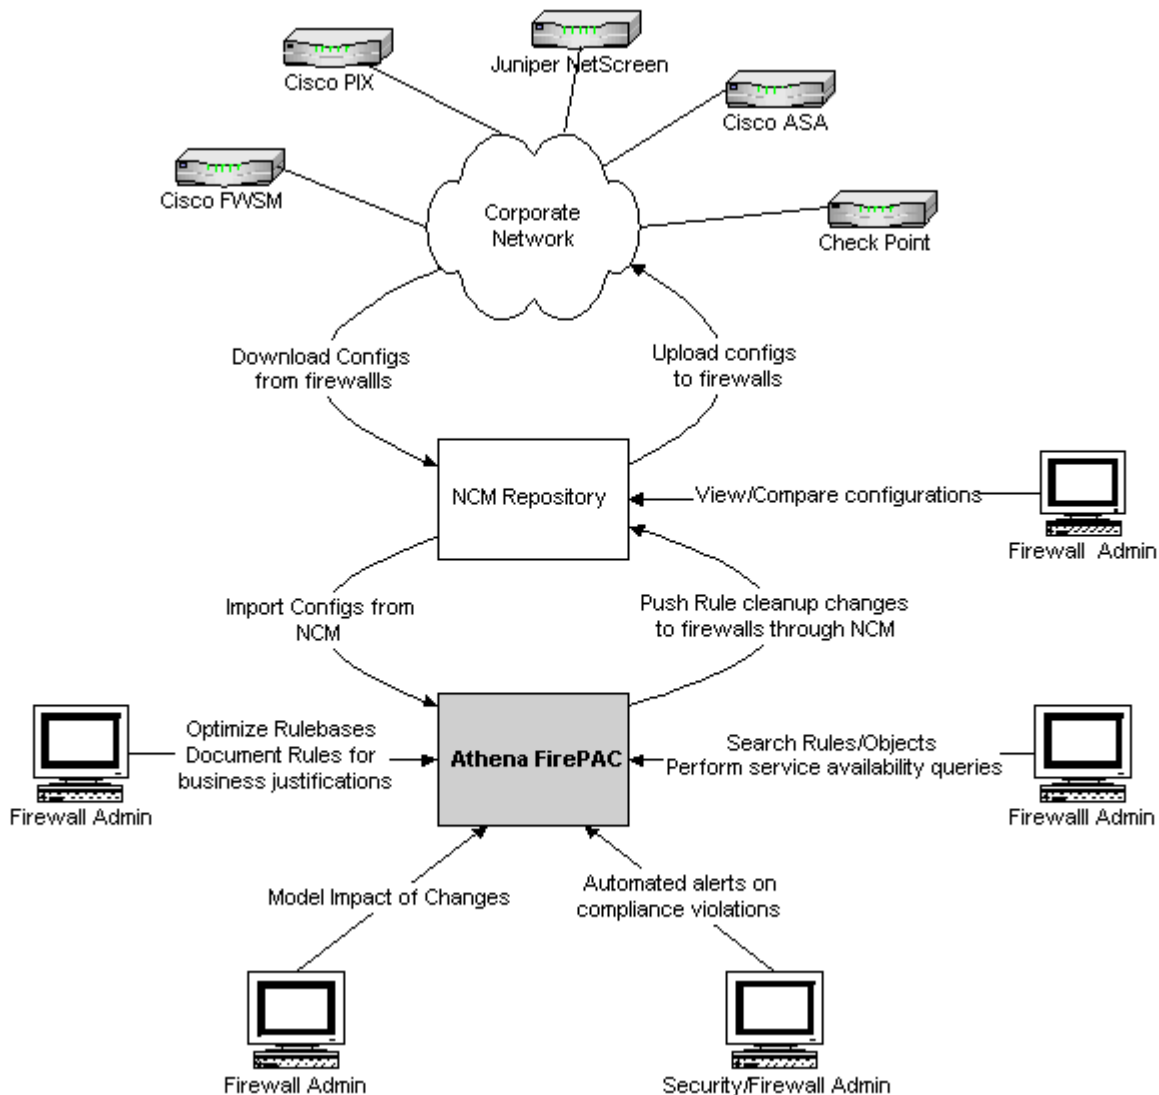 Juniper NetScreen
Cisco PIX
Cisco ASA
Cisco FWSM
Check Point
Corporate
Network
Download Configs
from firewallls
Upload configs
to firewalls
NCM Repository
View/Compare configurations
Firewall Admin
Import Configs from
NCM
Push Rule cleanup changes
to firewalls through NCM
Optimize Rulebases
Document Rules for
business justifications
Firewall Admin
Athena FirePAC
Search Rules/Objects
Perform service availability queries
Firewalll Admin
Model Impact of Changes
Automated alerts on
compliance violations
Firewall Admin
Security/Firewall Admin